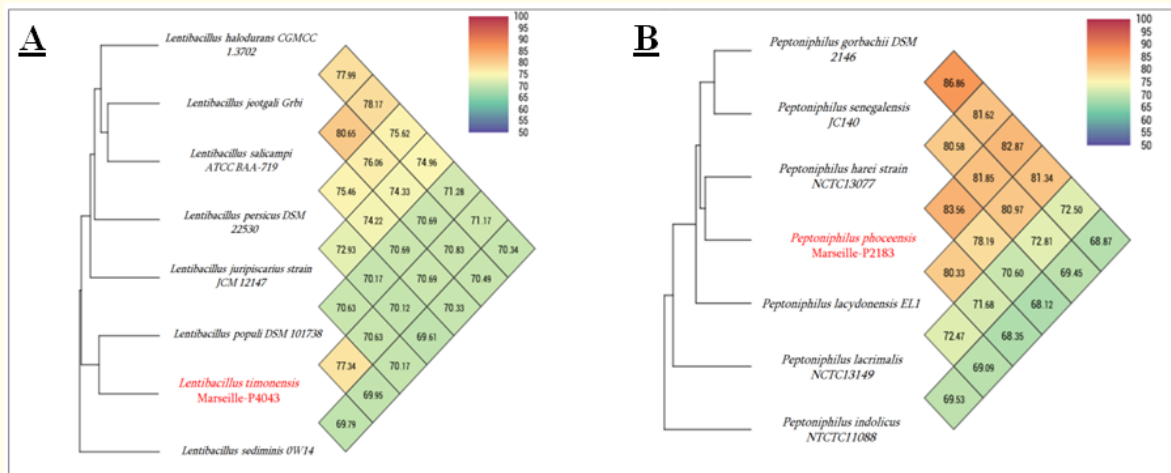 A
Lentibacillus halodurans CGMCC
1.3702
Lentibacillus jeotgali Grbi
Lentibacillus salicampi
ATCC BAA-719
Lentibacillus persicus DSM
22530
Lentibacillus juripiscarius strain
JCM 12147
Lentibacillus populi DSM 101738
Lentibacillus timonensis
Marseille-P4043
Lentibacillus sediminis 0W14
77.99
78.17
80.65 75.62
76.06 74.96
75.46 74.33 71.28
74.22 70.69 71.17
72.93 70.69 70.83 70.34
70.17 70.69 70.49
70.63 70.12 70.33
70.63 69.61
77.34 70.17
69.95
69.79
100
95
90
85
80
75
70
65
60
55
50
B
Peptoniphilus gorbachii DSM
2146
Peptoniphilus senegalensis
JC140
Peptoniphilus harei strain
NCTC13077
Peptoniphilus phoceensis
Marseille-P2183
Peptoniphilus lacydonensis EL1
Peptoniphilus lacrimalis
NCTC13149
Peptoniphilus indolicus
NTCTC11088
86.86
81.62
80.58 82.87
81.85 81.34
83.56 80.97 72.50
78.19 72.81 68.87
80.33 70.60 69.45
71.68 68.12
72.47 68.35
69.09
69.53
100
95
90
85
80
75
70
65
60
55
50